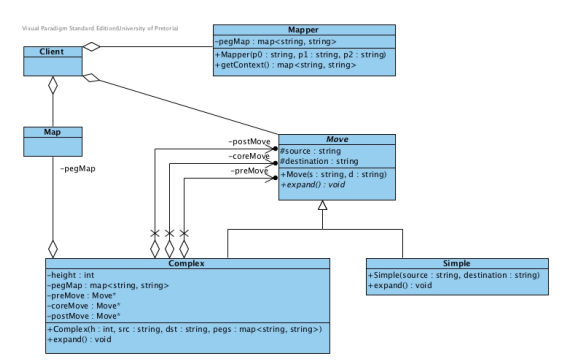 Visual Paradigm Standard Edition(University of Pretoria)
Mapper
-pegMap : map<string, string>
+Mapper(p0 : string, p1 : string, p2 : string)
+getContext() : map<string, string>
Client
Map
-pegMap
-postMove
-coreMove
-preMove
Move
#source : string
#destination : string
+Move(s : string, d : string)
+expand() : void
Complex
-height : int
-pegMap : map<string, string>
-preMove : Move*
-coreMove : Move*
-postMove : Move*
+Complex(h : int, src : string, dst : string, pegs : map<string, string>)
+expand() : void
Simple
+Simple(source : string, destination : string)
+expand() : void